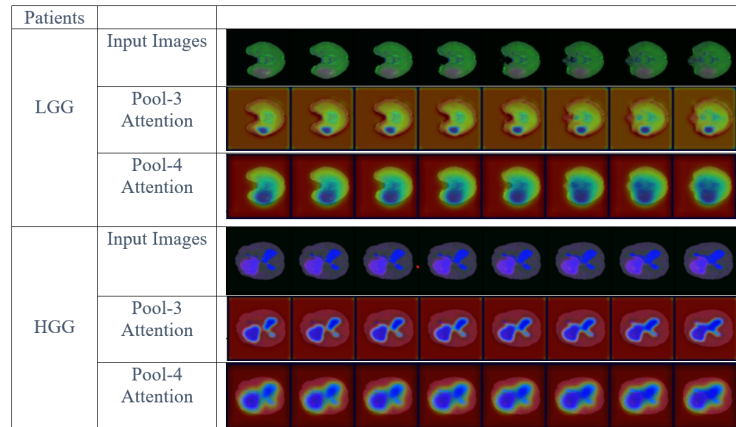 Patients
LGG
Input Images
Pool-3
Attention
Pool-4
Attention
HGG
Input Images
Pool-3
Attention
Pool-4
Attention